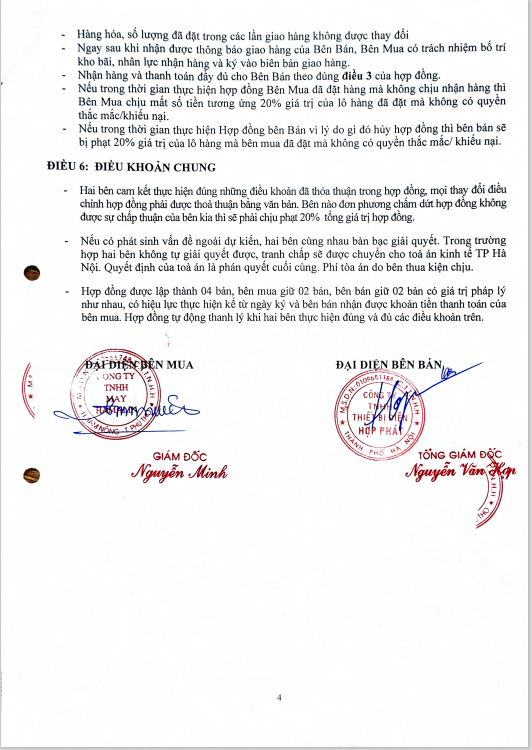 - Hàng hóa, số lượng đã đặt trong các lần giao hàng không được thay đổi
- Ngay sau khi nhận được thông báo giao hàng của Bên Bán, Bên Mua có trách nhiệm bố trí
kho bãi, nhân lực nhận hàng và ký vào biên bản giao hàng.
- Nhận hàng và thanh toán đầy đủ cho Bên Bán theo đúng điều 3 của hợp đồng.
- Nếu trong thời gian thực hiện hợp đồng Bên Mua đã đặt hàng mà không chịu nhận hàng thì
Bên Mua chịu mất số tiền tương ứng 20% giá trị của lô hàng đã đặt mà không có quyền
thắc mắc/khiếu nại.
- Nếu trong thời gian thực hiện Hợp đồng bên Bán vì lý do gì đó hủy hợp đồng thì bên bán sẽ
bị phạt 20% giá trị của lô hàng mà bên mua đã đặt mà không có quyền thắc mắc/ khiếu nại.
ĐIỀU 6: ĐIỀU KHOẢN CHUNG
- Hai bên cam kết thực hiện đúng những điều khoản đã thỏa thuận trong hợp đồng, mọi thay đổi điều
chỉnh hợp đồng phải được thoả thuận bằng văn bản. Bên nào đơn phương chấm dứt hợp đồng không
được sự chấp thuận của bên kia thì sẽ phải chịu phạt 20% tổng giá trị hợp đồng.
- Nếu có phát sinh vấn đề ngoài dự kiến, hai bên cùng nhau bàn bạc giải quyết. Trong trường
hợp hai bên không tự giải quyết được, tranh chấp sẽ được chuyển cho toà án kinh tế TP Hà
Nội. Quyết định của toà án là phán quyết cuối cùng. Phí tòa án do bên thua kiện chịu.
- Hợp đồng được lập thành 04 bản, bên mua giữ 02 bản, bên bán giữ 02 bản có giá trị pháp lý
như nhau, có hiệu lực thực hiện kể từ ngày ký và bên bán nhận được khoản tiền thanh toán của
bên mua. Hợp đồng tự động thanh lý khi hai bên thực hiện đúng và đủ các điều khoản trên.
ĐẠI DIỆN BÊN MUA
ĐẠI DIỆN BÊN BÁN
CÔNG TY
TNHH
MAY
M.S.D.N:0109651188
T.N.H.H
CÔNG TY
TNHH
THIẾT BỊ ĐIỆN
HỢP PHÁT
THÀNH PHỐ HÀ NỘI
GIÁM ĐỐC
Nguyễn Minh
TỔNG GIÁM ĐỐC
Nguyễn Văn Hợp
4